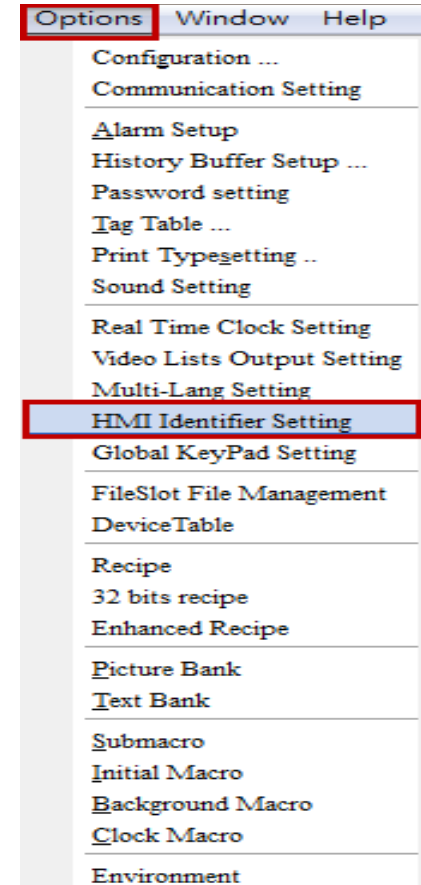 Options Window Help
Configuration ...
Communication Setting
Alarm Setup
History Buffer Setup ...
Password setting
Tag Table ...
Print Typesetting ..
Sound Setting
Real Time Clock Setting
Video Lists Output Setting
Multi-Lang Setting
HMI Identifier Setting
Global KeyPad Setting
FileSlot File Management
DeviceTable
Recipe
32 bits recipe
Enhanced Recipe
Picture Bank
Text Bank
Submacro
Initial Macro
Background Macro
Clock Macro
Environment